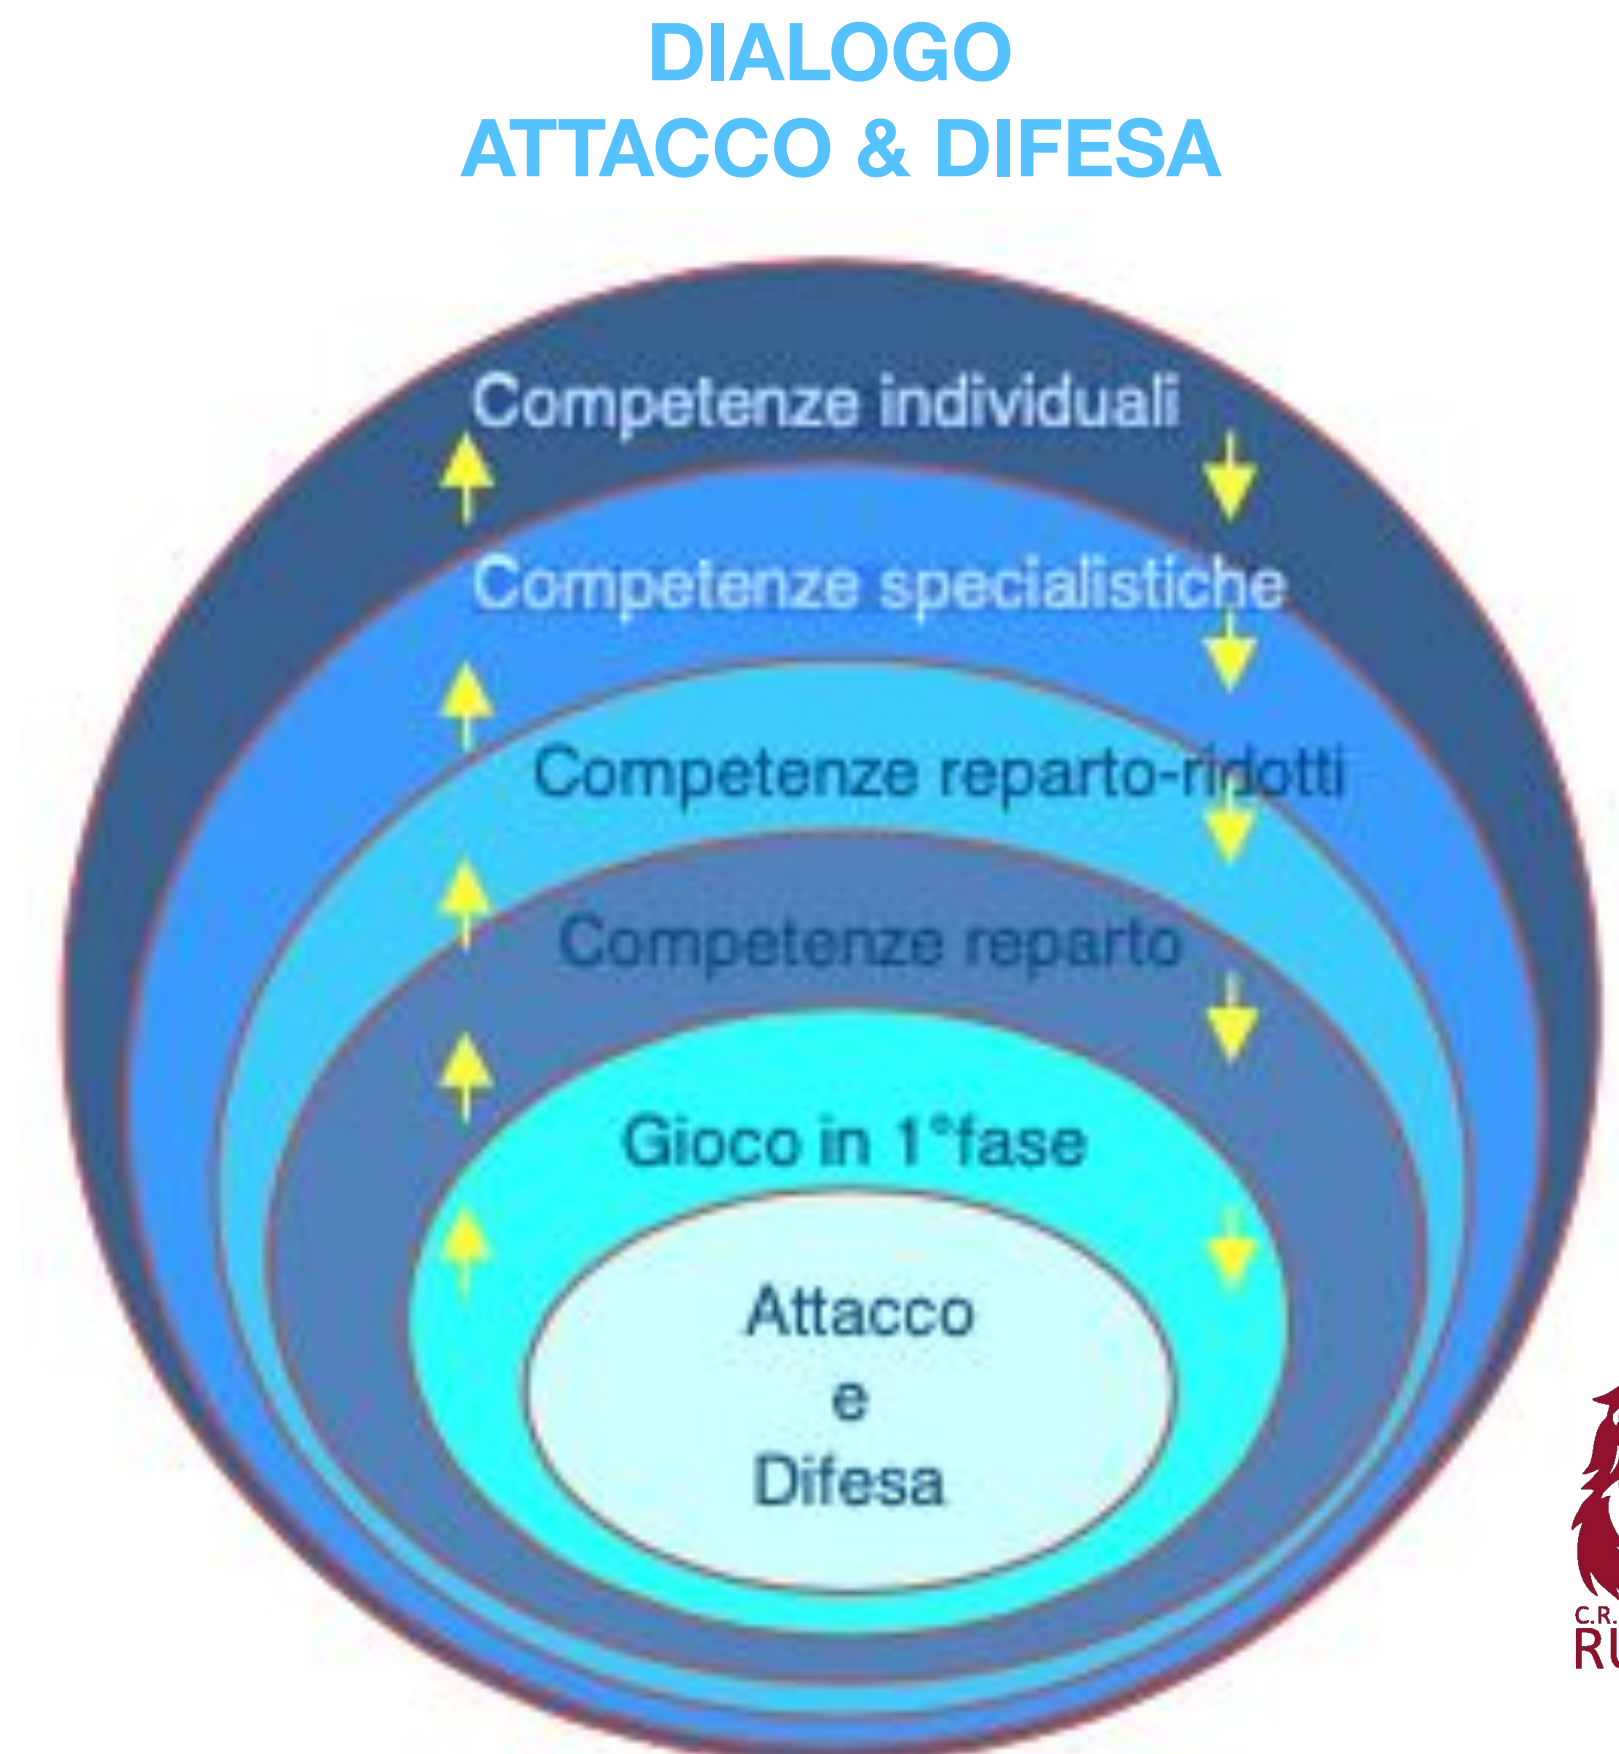 DIALOGO
ATTACCO & DIFESA
Competenze individuali
Competenze specialistiche
Competenze reparto-ridotti
Competenze reparto
Gioco in 1°fase
Attacco
e
Difesa
C.R.